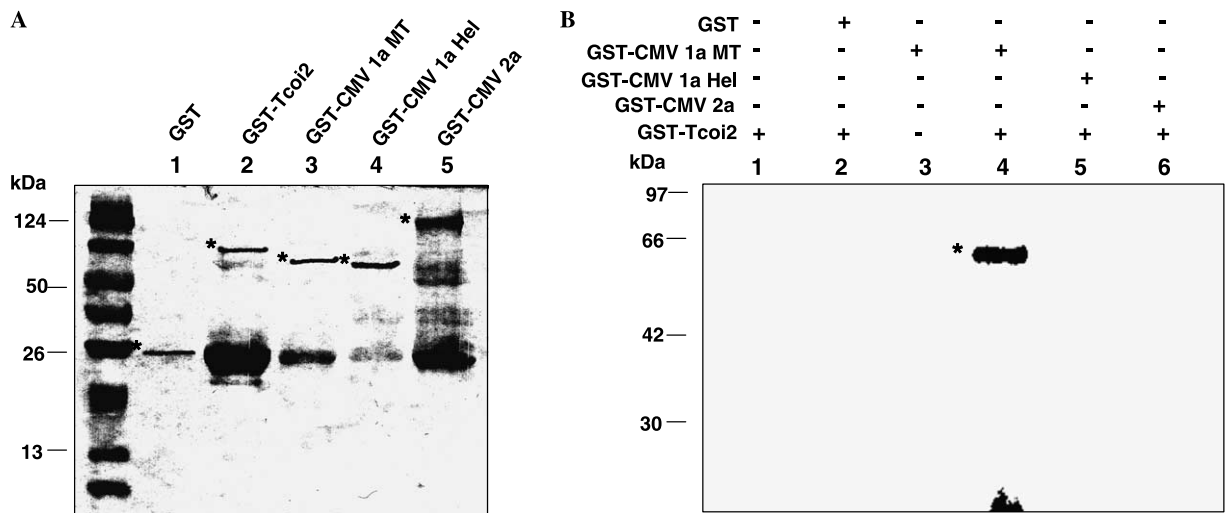 A
GST
GST-Tcoi2
GST-CMV 1a MT
GST-CMV 1a Hel
GST-CMV 2a
1 2 3 4 5
kDa
124
50
26
13
*
*
*
*
*
B
GST - + - - - -
GST-CMV 1a MT - - + + - -
GST-CMV 1a Hel - - - - + -
GST-CMV 2a - - - - - +
GST-Tcoi2 + + - + + +
kDa 1 2 3 4 5 6
97
66
42
30
*